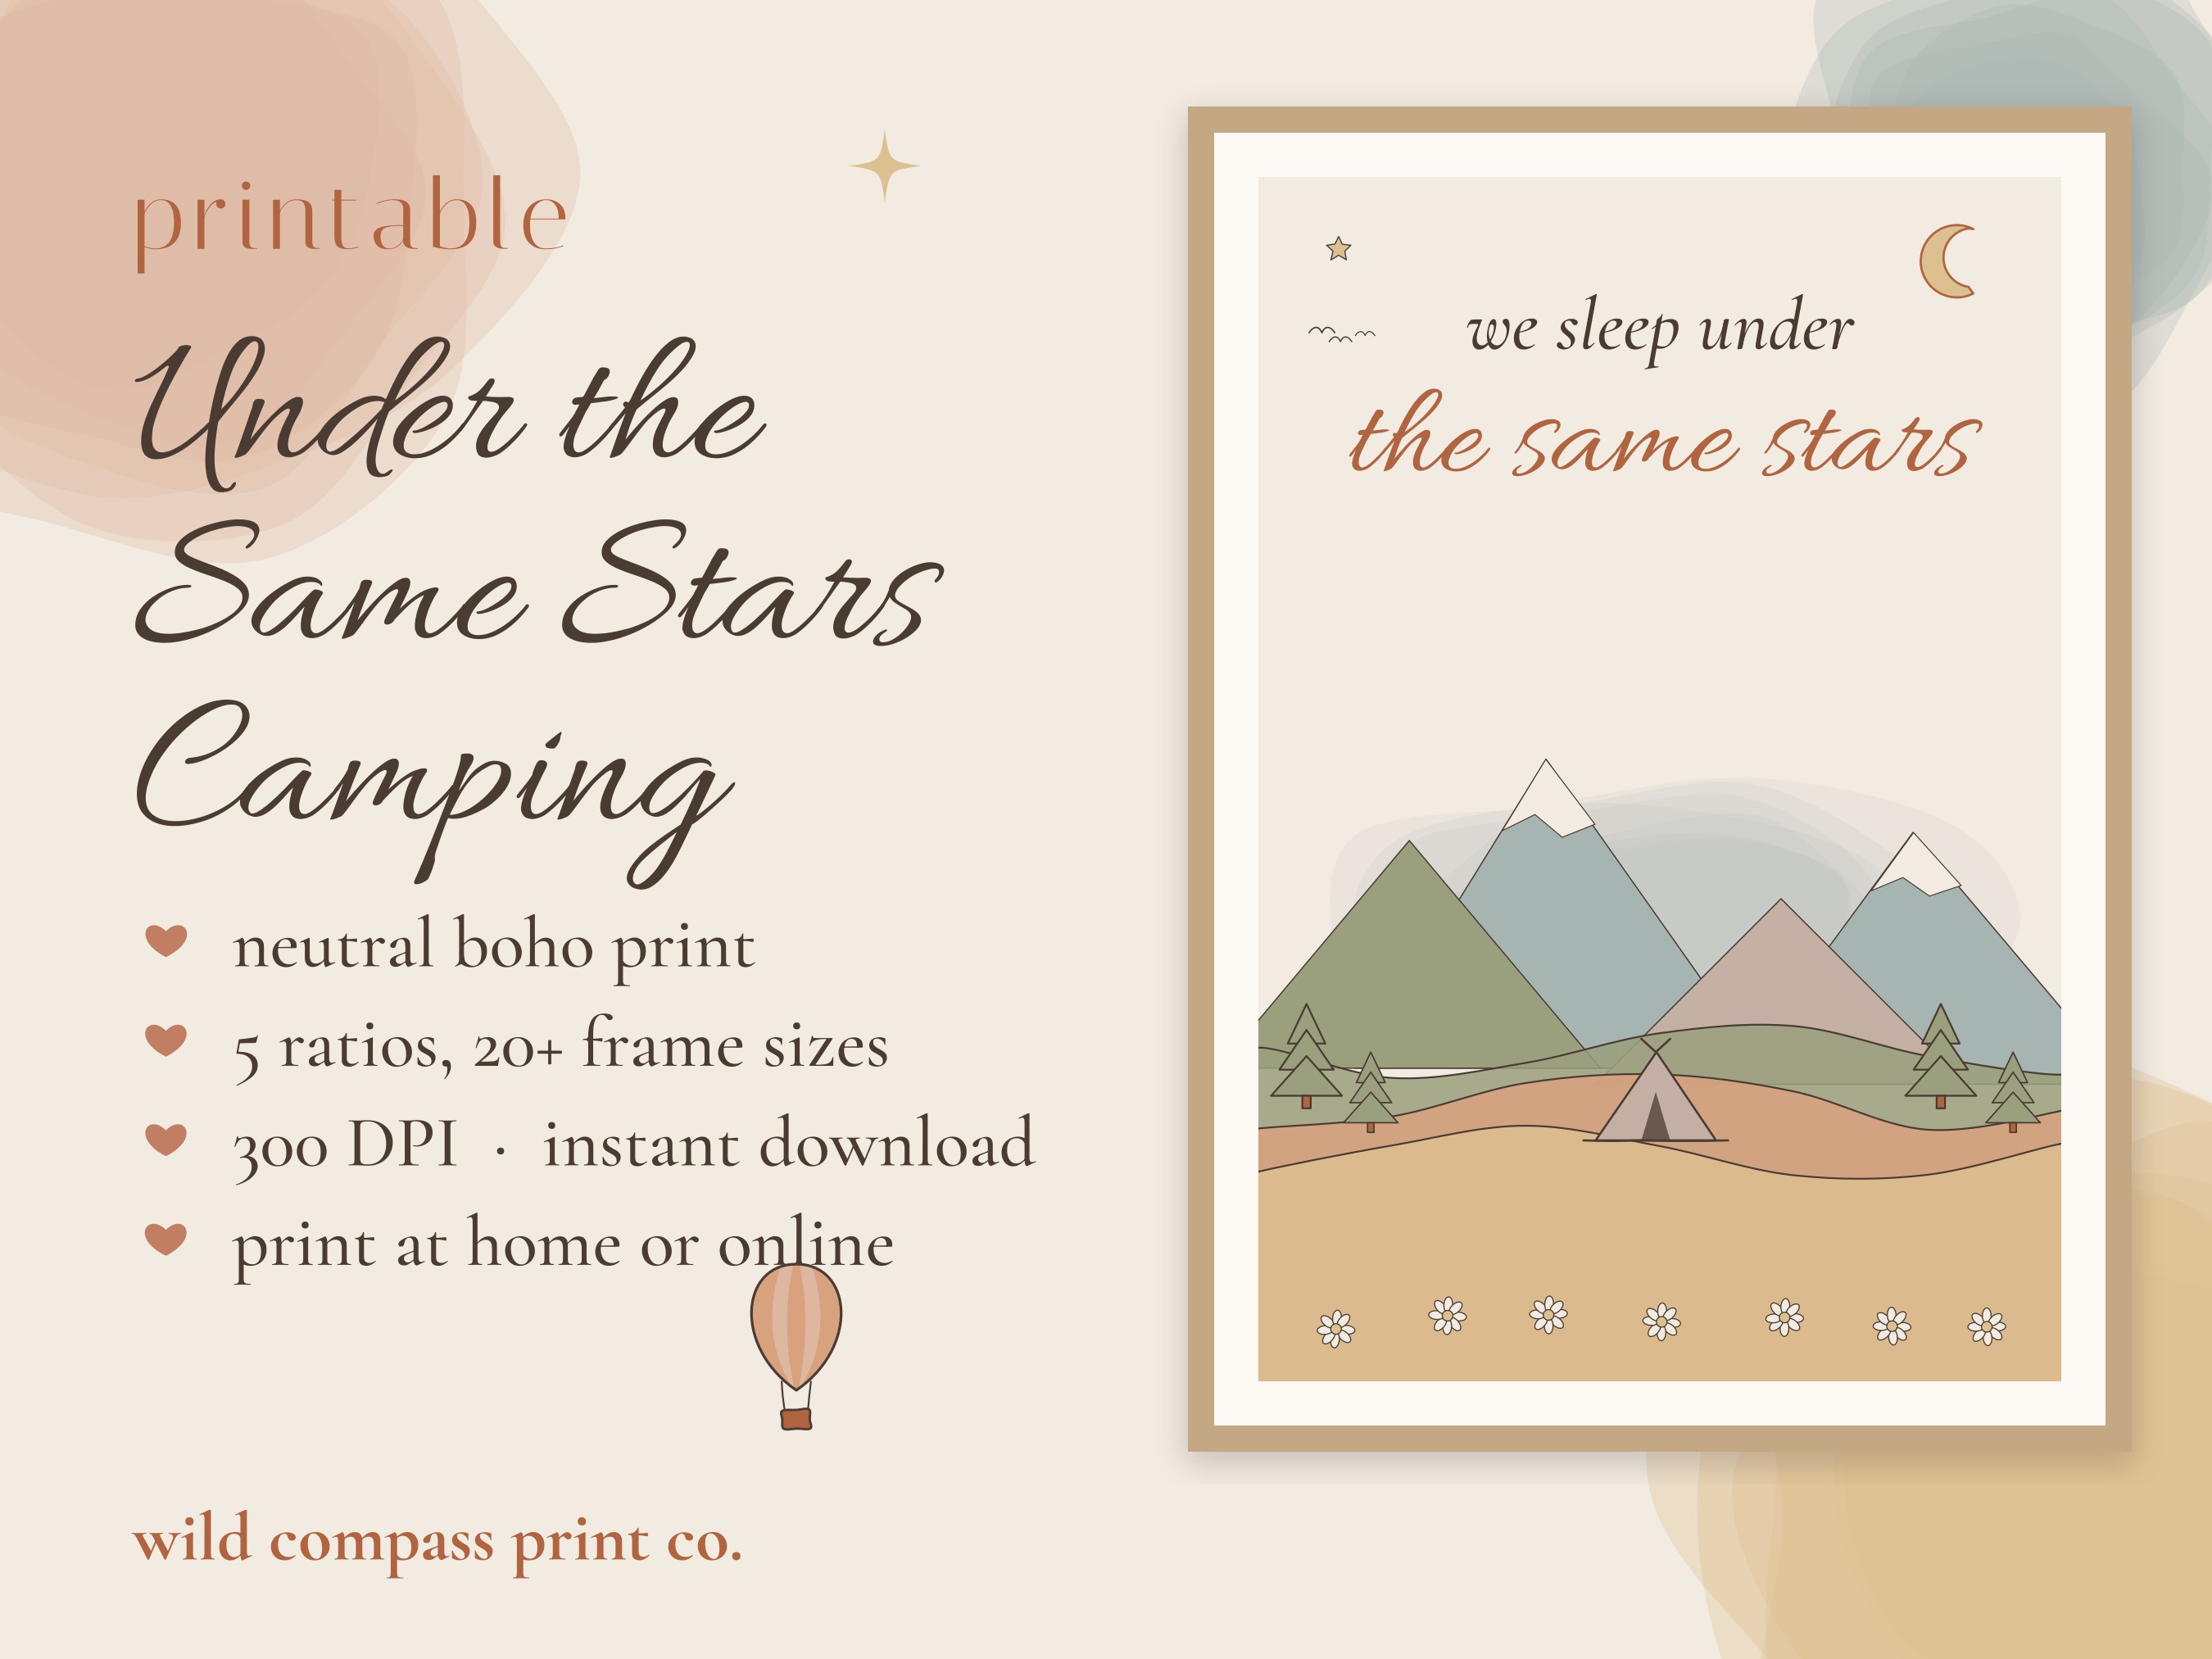 printable
Under the
Same Stars
Camping
neutral boho print
5 ratios, 20+ frame sizes
300 DPI · instant download
print at home or online
wild compass print co.
we sleep under
the same stars